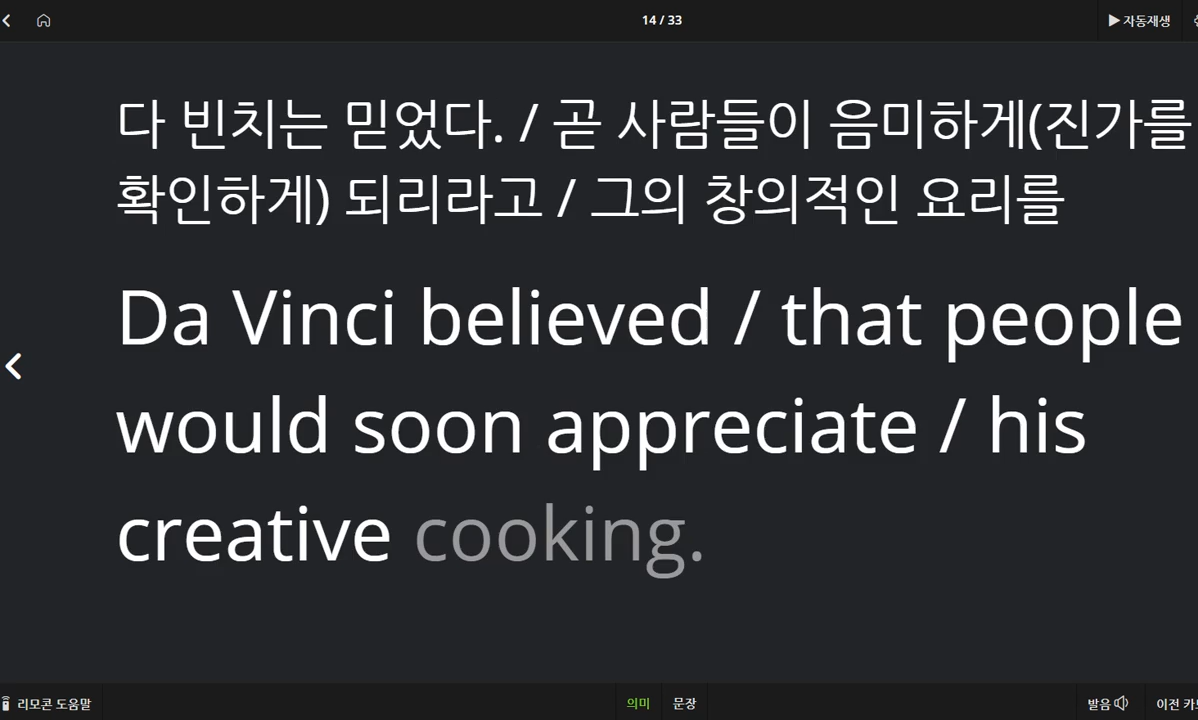 14 / 33
▶ 자동재생
다 빈치는 믿었다. / 곧 사람들이 음미하게(진가를
확인하게) 되리라고 / 그의 창의적인 요리를
Da Vinci believed / that people
would soon appreciate / his
creative cooking.
리모콘 도움말
의미
문장
발음
이전